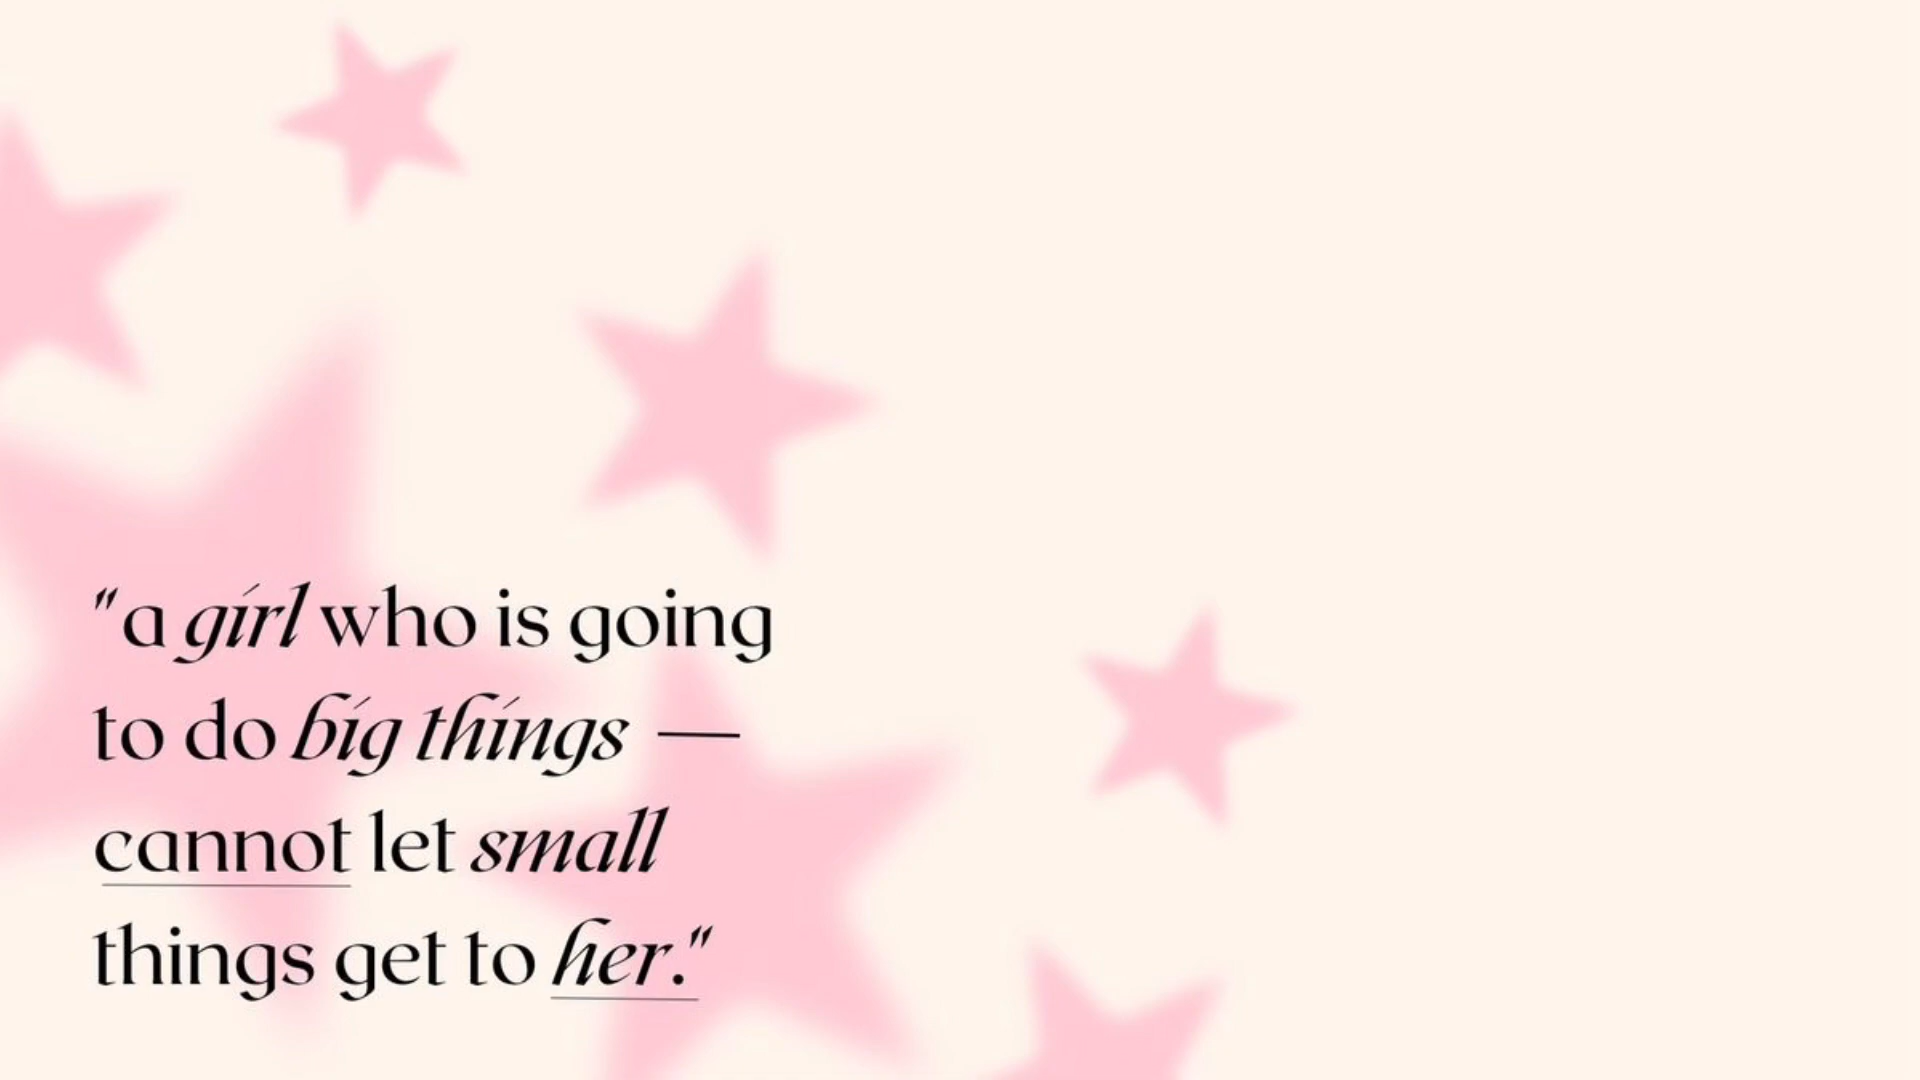 "a girl who is going
to do big things —
cannot let small
things get to her."